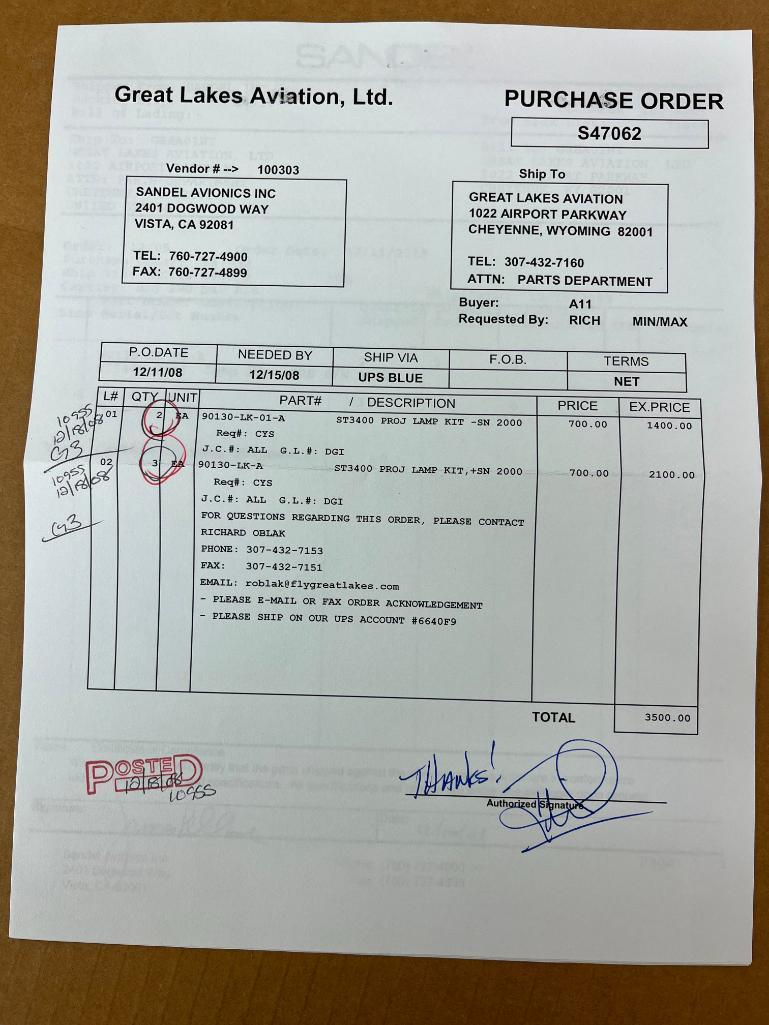 Great Lakes Aviation, Ltd.
PURCHASE ORDER
S47062
Vendor # --> 100303
SANDEL AVIONICS INC
2401 DOGWOOD WAY
VISTA, CA 92081
TEL: 760-727-4900
FAX: 760-727-4899
Ship To
GREAT LAKES AVIATION
1022 AIRPORT PARKWAY
CHEYENNE, WYOMING 82001
TEL: 307-432-7160
ATTN: PARTS DEPARTMENT
Buyer: A11
Requested By: RICH MIN/MAX
P.O.DATE NEEDED BY SHIP VIA F.O.B. TERMS
12/11/08 12/15/08 UPS BLUE NET
L# QTY UNIT PART# / DESCRIPTION PRICE EX.PRICE
01 2 EA 90130-LK-01-A ST3400 PROJ LAMP KIT -SN 2000 700.00 1400.00
Req#: CYS
J.C.#: ALL G.L.#: DGI
10955
12/18/08
02 3 EA 90130-LK-A ST3400 PROJ LAMP KIT,+SN 2000 700.00 2100.00
Req#: CYS
J.C.#: ALL G.L.#: DGI
10955
12/18/08
FOR QUESTIONS REGARDING THIS ORDER, PLEASE CONTACT
RICHARD OBLAK
PHONE: 307-432-7153
FAX: 307-432-7151
EMAIL: roblak@flygreatlakes.com
- PLEASE E-MAIL OR FAX ORDER ACKNOWLEDGEMENT
- PLEASE SHIP ON OUR UPS ACCOUNT #6640F9
TOTAL 3500.00
POSTED
12/18/08
10955
THANKS!
Authorized Signature